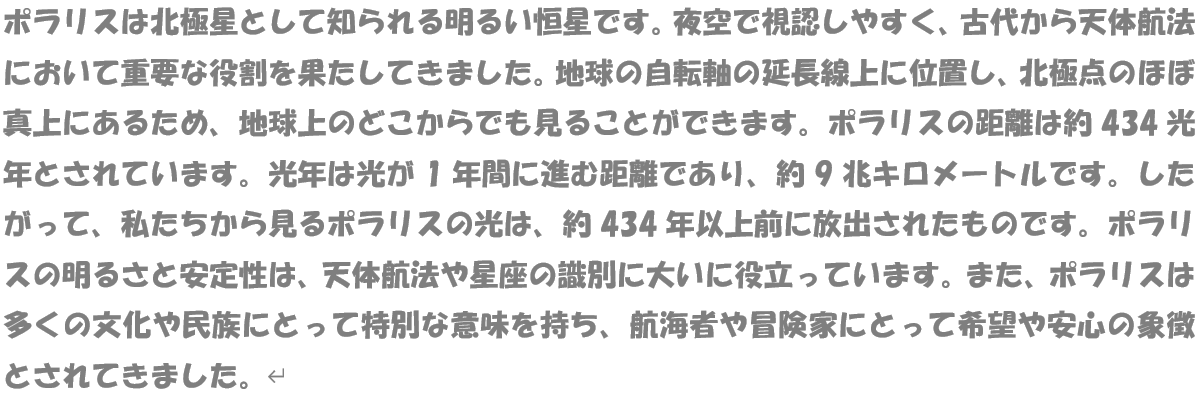 ポラリスは北極星として知られる明るい恒星です。夜空で視認しやすく、古代から天体航法
において重要な役割を果たしてきました。地球の自転軸の延長線上に位置し、北極点のほぼ
真上にあるため、地球上のどこからでも見ることができます。ポラリスの距離は約 434 光
年とされています。光年は光が 1 年間に進む距離であり、約 9 兆キロメートルです。した
がって、私たちから見るポラリスの光は、約 434 年以上前に放出されたものです。ポラリ
スの明るさと安定性は、天体航法や星座の識別に大いに役立っています。また、ポラリスは
多くの文化や民族にとって特別な意味を持ち、航海者や冒険家にとって希望や安心の象徴
とされてきました。↵